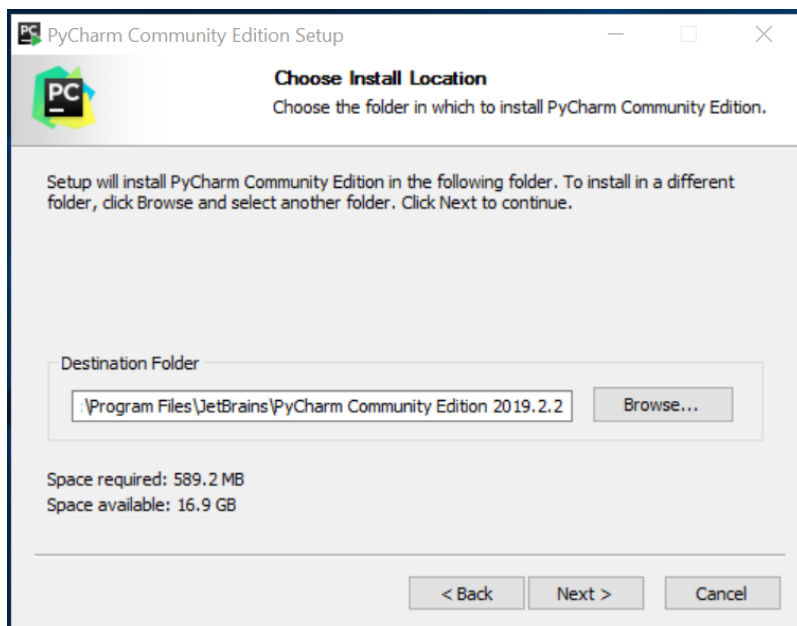 PC PyCharm Community Edition Setup
PC
Choose Install Location
Choose the folder in which to install PyCharm Community Edition.
Setup will install PyCharm Community Edition in the following folder. To install in a different
folder, click Browse and select another folder. Click Next to continue.
Destination Folder
:\Program Files\JetBrains\PyCharm Community Edition 2019.2.2
Browse...
Space required: 589.2 MB
Space available: 16.9 GB
< Back Next > Cancel